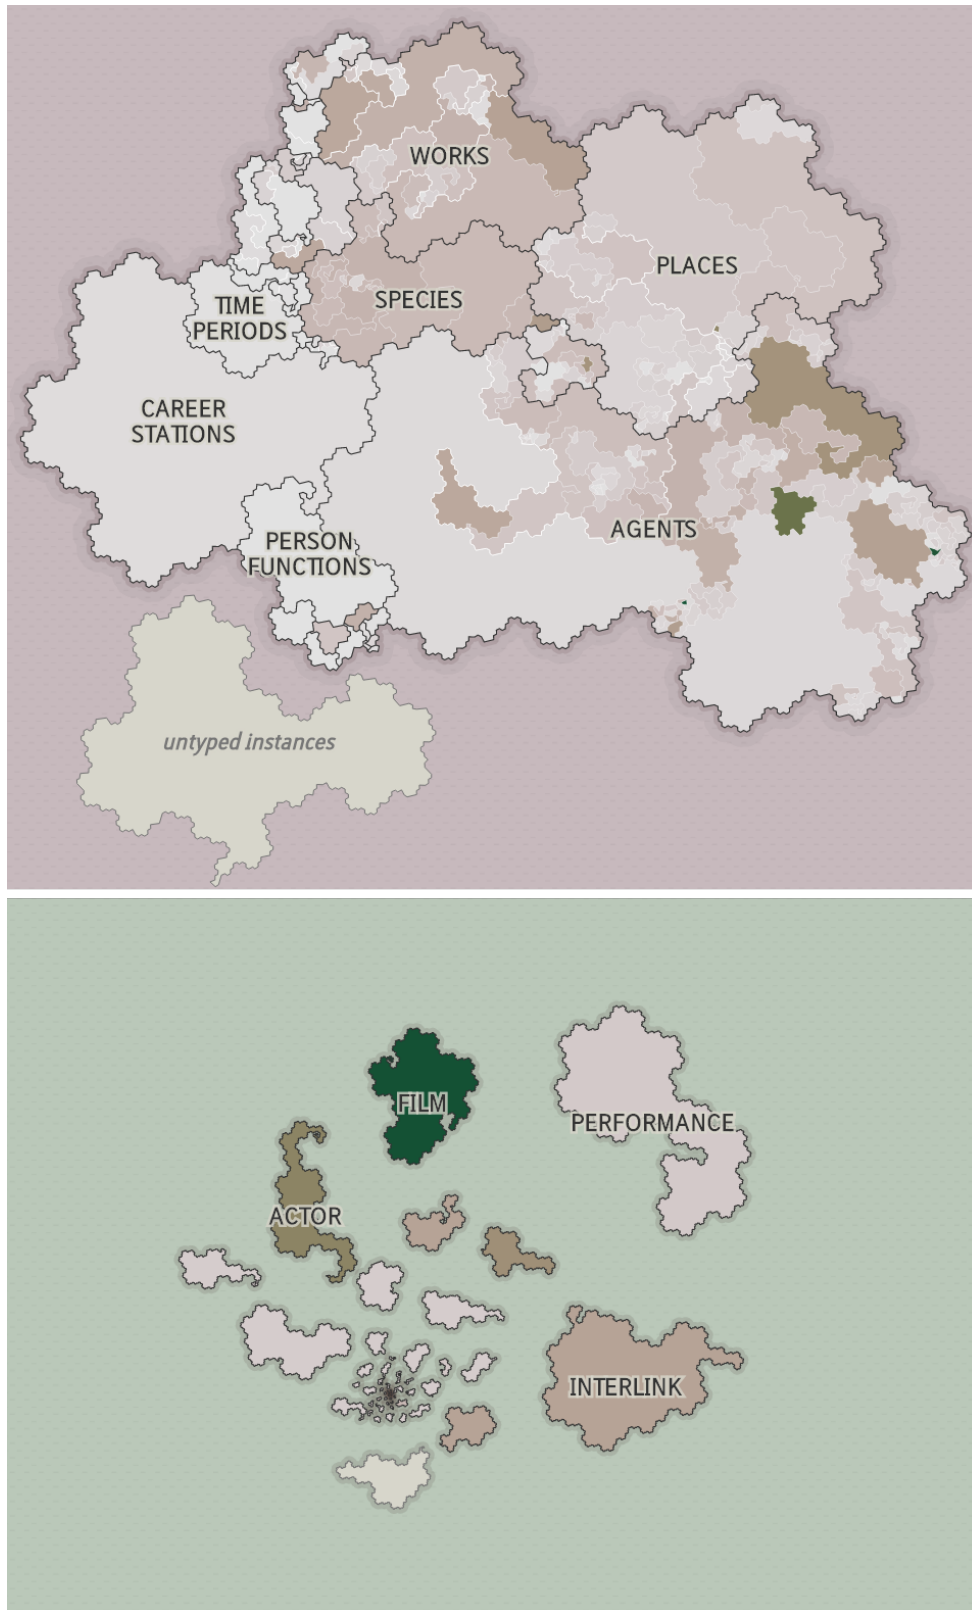 WORKS
PLACES
SPECIES
TIME
PERIODS
CAREER
STATIONS
AGENTS
PERSON
FUNCTIONS
untyped instances
FILM
PERFORMANCE
ACTOR
INTERLINK